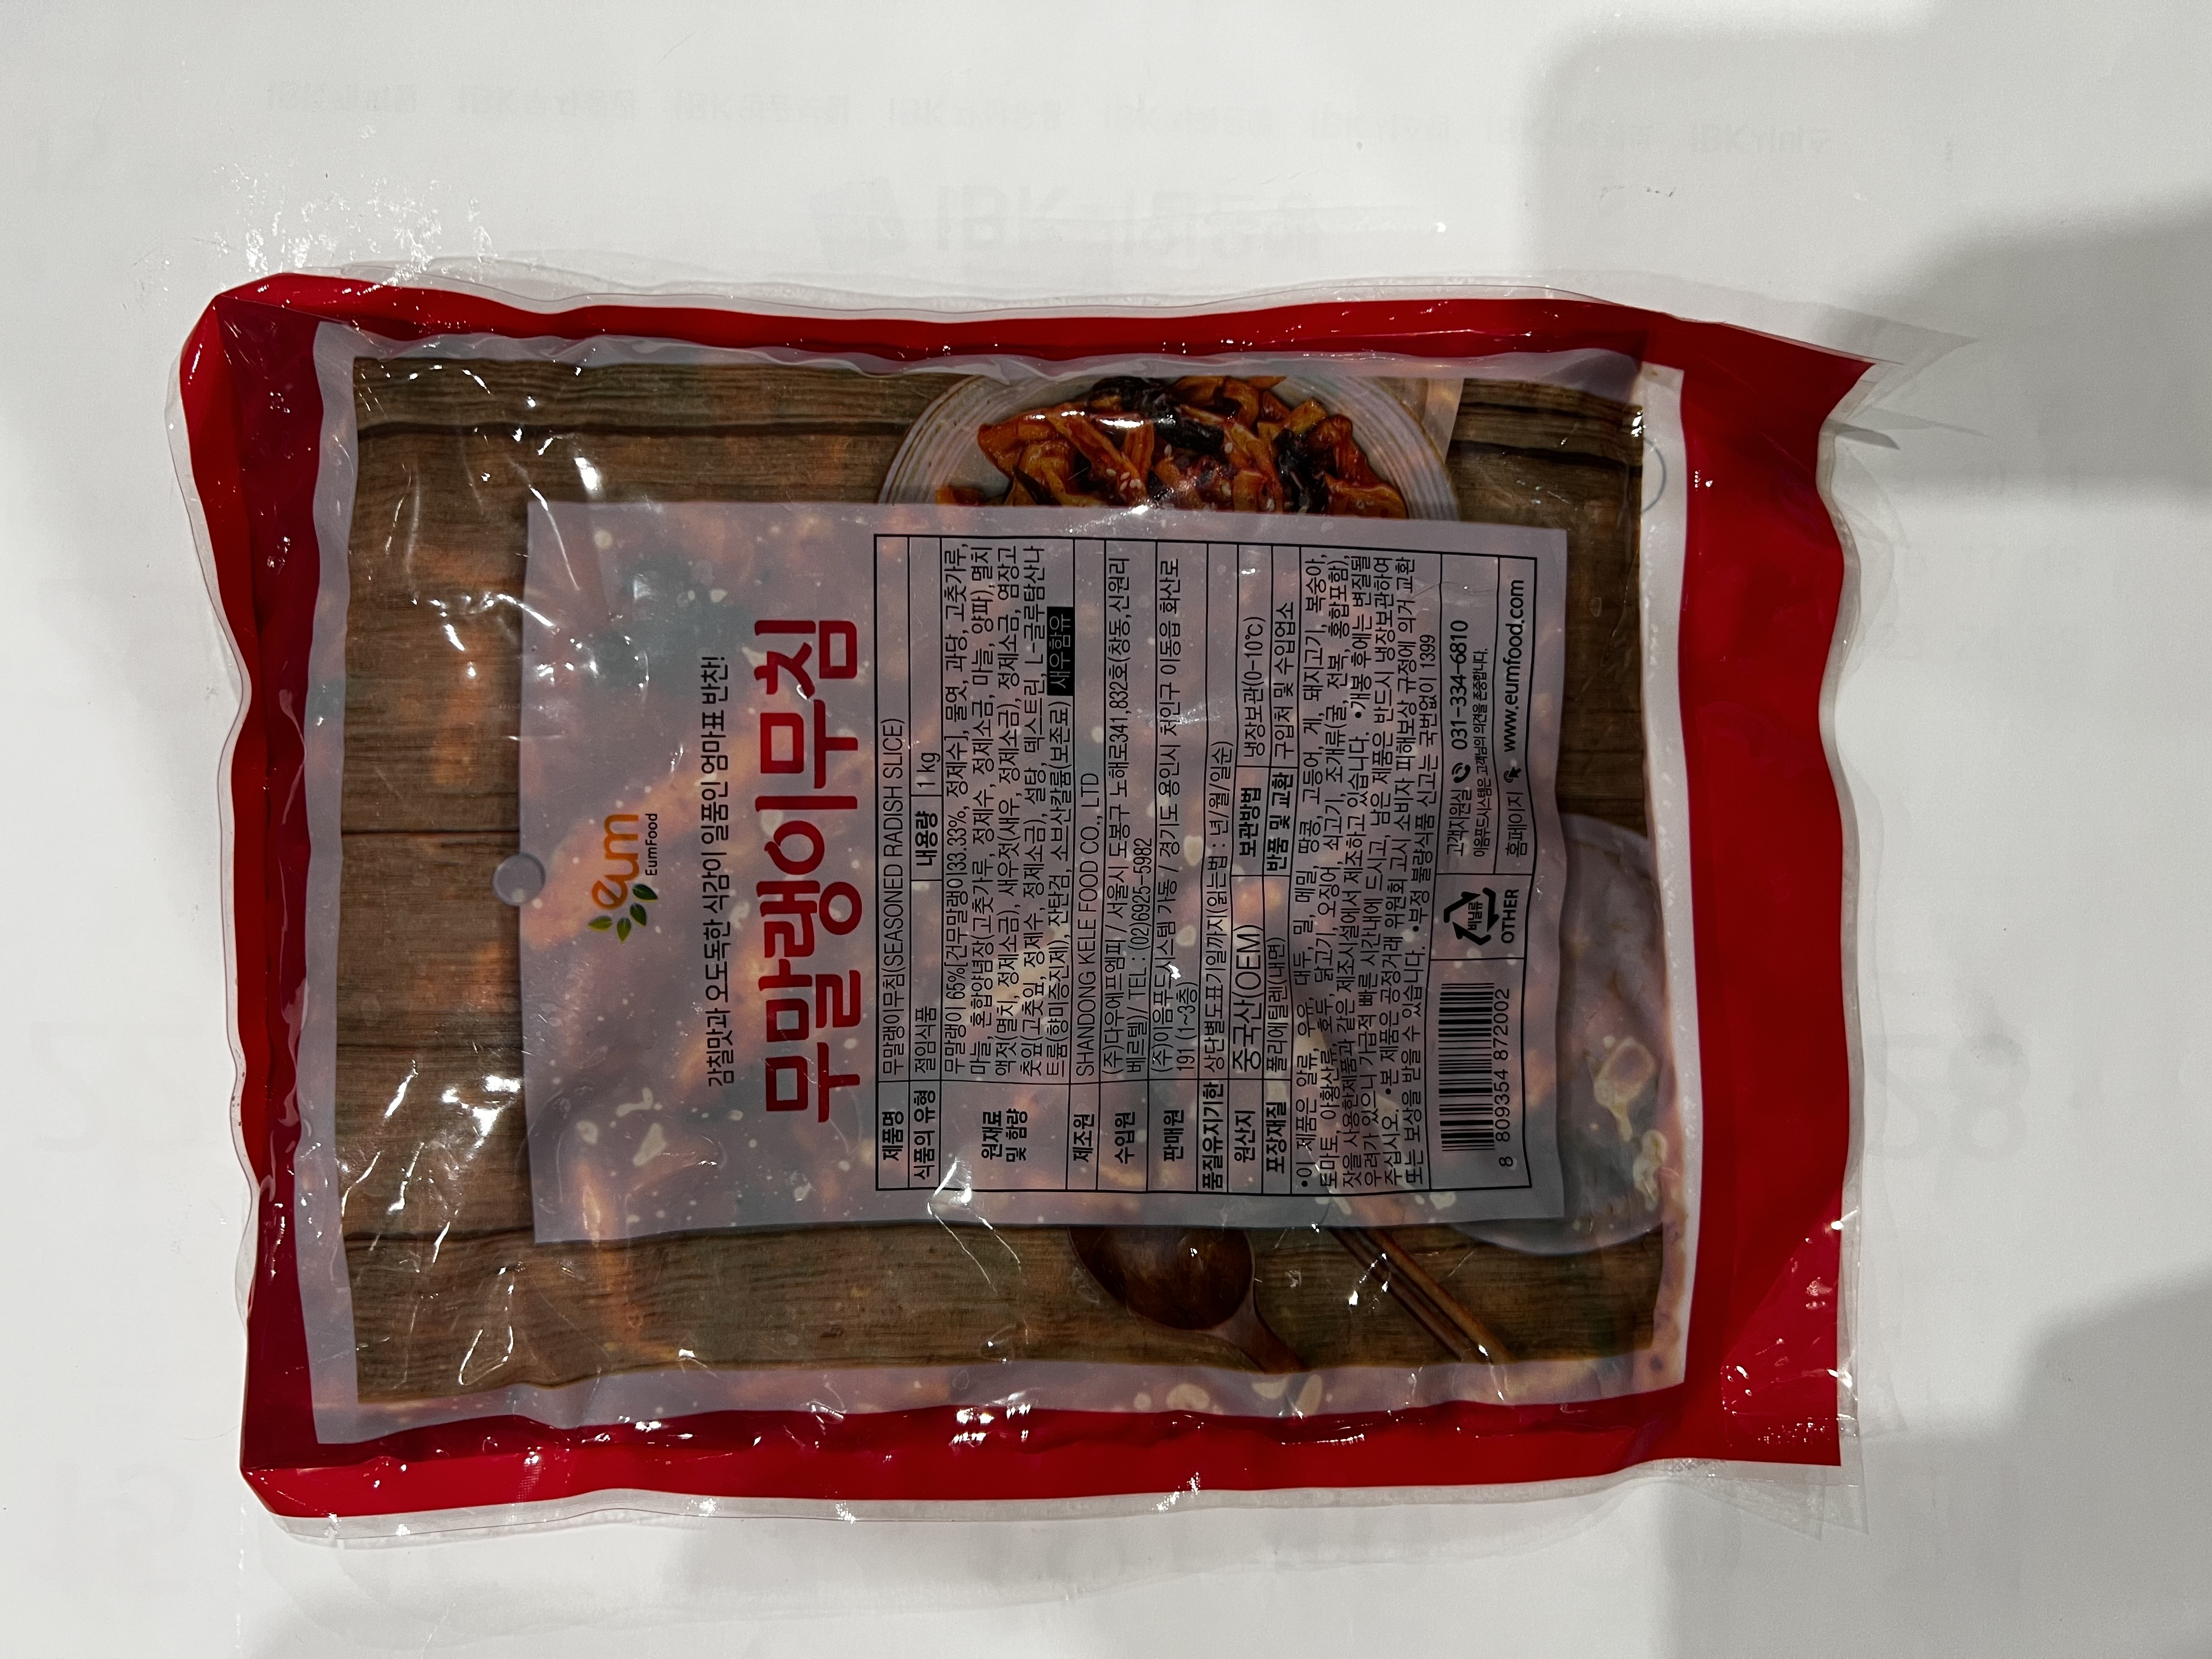 eum
EumFood
감칠맛과 오도독한 식감이 일품인 엄마표 반찬!
무말랭이무침
제품명 무말랭이무침(SEASONED RADISH SLICE)
식품의 유형 절임식품 내용량 1 kg
원재료 및 함량 무말랭이 65%[건무말랭이33.33%, 정제수], 물엿, 과당, 고춧가루,
마늘, 혼합양념장(고춧가루, 정제수, 정제소금, 마늘, 양파), 멸치
액젓(멸치, 정제소금), 새우젓(새우, 정제소금), 정제소금, 염장고
춧잎(고춧잎, 정제수, 정제소금), 설탕, 덱스트린, L-글루탐산나
트륨(향미증진제), 잔탄검, 소브산칼륨(보존료) 새우함유
제조원 SHANDONG KELE FOOD CO., LTD
수입원 (주)다우에프엠피 / 서울시 도봉구 노해로341,832호(창동,신원리
베르텔)/ TEL : (02)6925-5982
판매원 (주)이음푸드시스템 가동 / 경기도 용인시 처인구 이동읍 화산로
191 (1~3층)
품질유지기한 상단별도표기일까지(읽는법 : 년/월/일순)
원산지 중국산(OEM) 보관방법 냉장보관(0-10℃)
포장재질 폴리에틸렌(내면) 반품 및 교환 구입처 및 수입업소
•이 제품은 알류, 우유, 대두, 밀, 메밀, 땅콩, 고등어, 게, 돼지고기, 복숭아,
토마토, 아황산류, 호두, 닭고기, 오징어, 쇠고기, 조개류(굴, 전복, 홍합포함),
잣을 사용한제품과 같은 제조시설에서 제조하고 있습니다. •개봉 후에는 변질될
우려가 있으니 가급적 빠른 시간내에 드시고, 남은 제품은 반드시 냉장보관하여
주십시오. •본 제품은 공정거래 위원회 고시, 소비자 피해보상 규정에 의거 교환
또는 보상을 받을 수 있습니다. •부정 불량식품 신고는 국번없이 1399
8 809354 872002
비닐류
OTHER
고객지원실 031-334-6810
이음푸드시스템은 고객님의 의견을 존중합니다.
홈페이지 www.eumfood.com